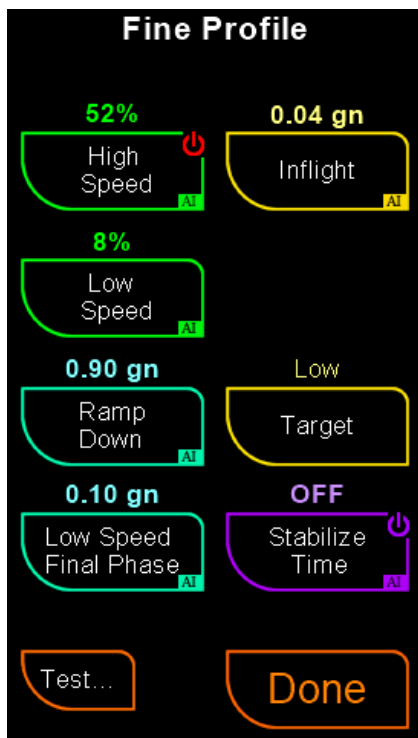 Fine Profile
52%
High
Speed
AI
0.04 gn
Inflight
AI
8%
Low
Speed
AI
0.90 gn
Ramp
Down
AI
Low
Target
0.10 gn
Low Speed
Final Phase
AI
OFF
Stabilize
Time
AI
Test...
Done